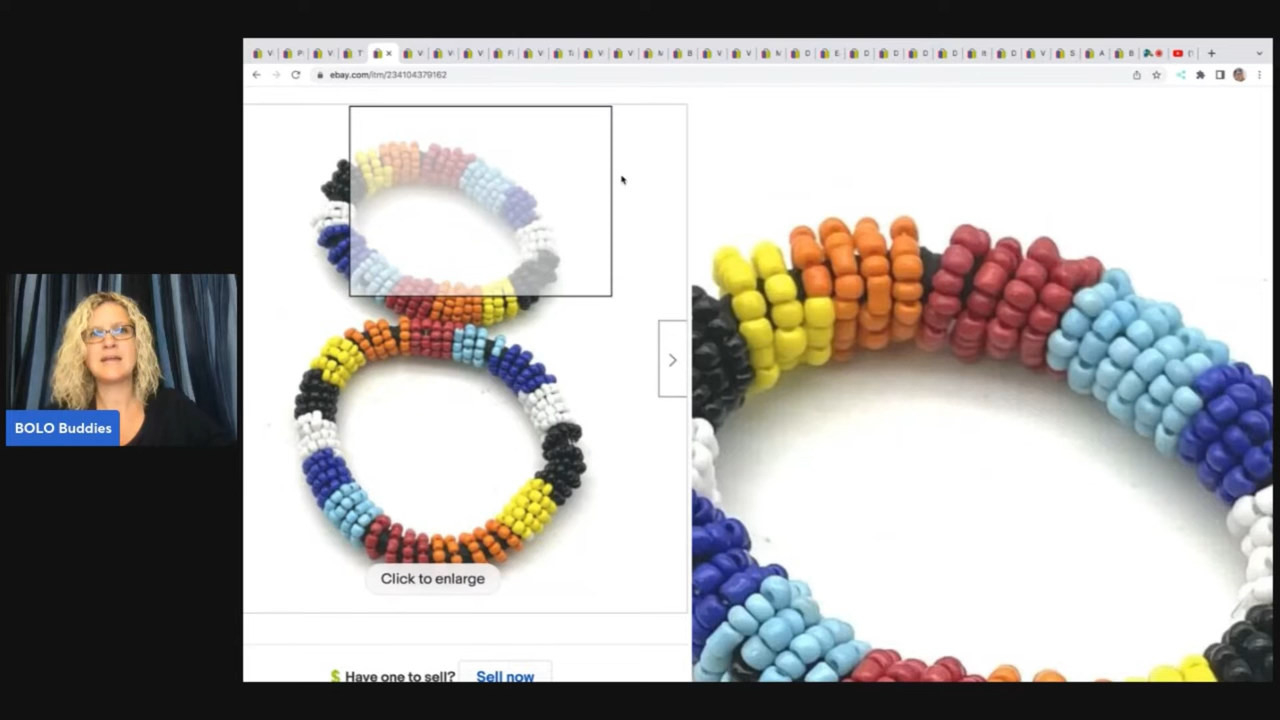 ebay.com/itm/234104379162
BOLO Buddies
Click to enlarge
$ Have one to sell? Sell now